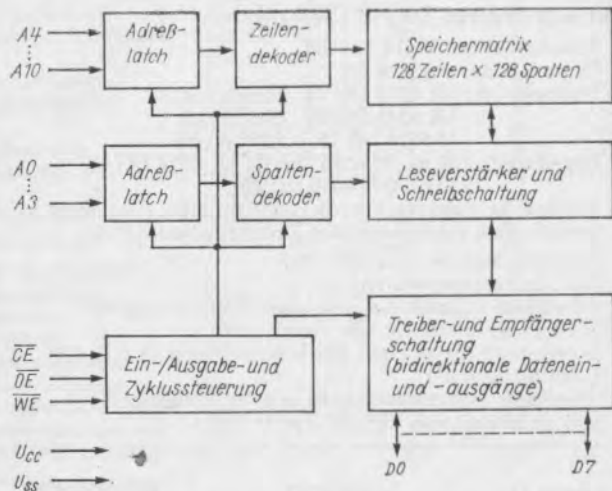 A4
⋮
A10
Adreß-
latch
Zeilen-
dekoder
Speichermatrix
128 Zeilen × 128 Spalten
A0
⋮
A3
Adreß-
latch
Spalten-
dekoder
Leseverstärker und
Schreibschaltung
CE
OE
WE
Ein-/Ausgabe- und
Zyklussteuerung
Treiber- und Empfänger-
schaltung
(bidirektionale Datenein-
und -ausgänge)
Ucc
Uss
D0
D7